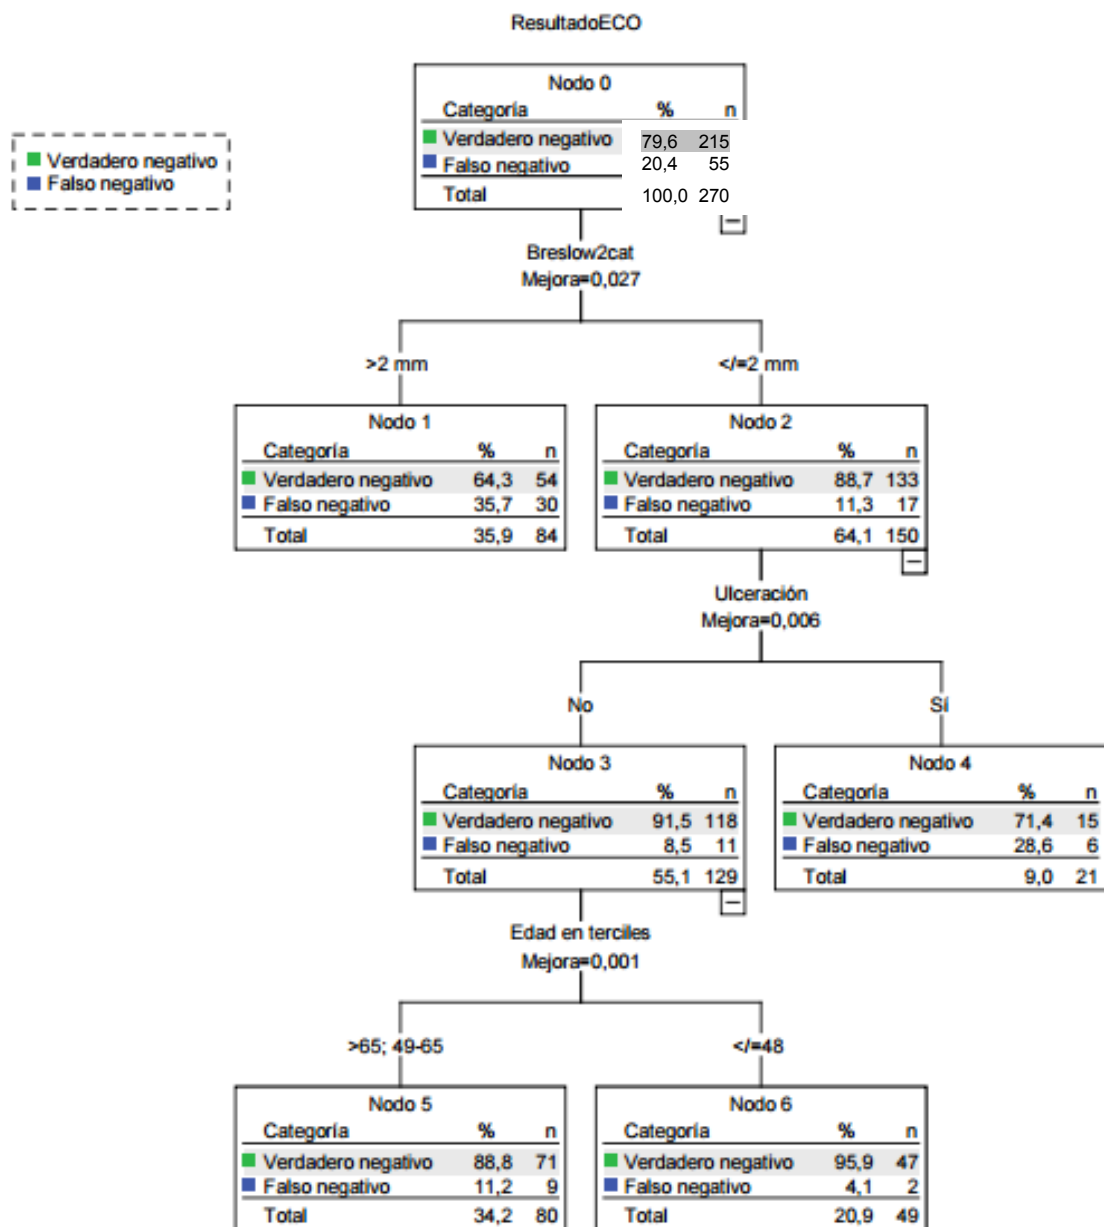 ResultadoECO
Verdadero negativo
Falso negativo
Nodo 0
Categoría % n
Verdadero negativo 79,6 215
Falso negativo 20,4 55
Total 100,0 270
Breslow2cat
Mejora=0,027
>2 mm
</=2 mm
Nodo 1
Categoría % n
Verdadero negativo 64,3 54
Falso negativo 35,7 30
Total 35,9 84
Nodo 2
Categoría % n
Verdadero negativo 88,7 133
Falso negativo 11,3 17
Total 64,1 150
Ulceración
Mejora=0,006
No
Sí
Nodo 3
Categoría % n
Verdadero negativo 91,5 118
Falso negativo 8,5 11
Total 55,1 129
Nodo 4
Categoría % n
Verdadero negativo 71,4 15
Falso negativo 28,6 6
Total 9,0 21
Edad en terciles
Mejora=0,001
>65; 49-65
</=48
Nodo 5
Categoría % n
Verdadero negativo 88,8 71
Falso negativo 11,2 9
Total 34,2 80
Nodo 6
Categoría % n
Verdadero negativo 95,9 47
Falso negativo 4,1 2
Total 20,9 49